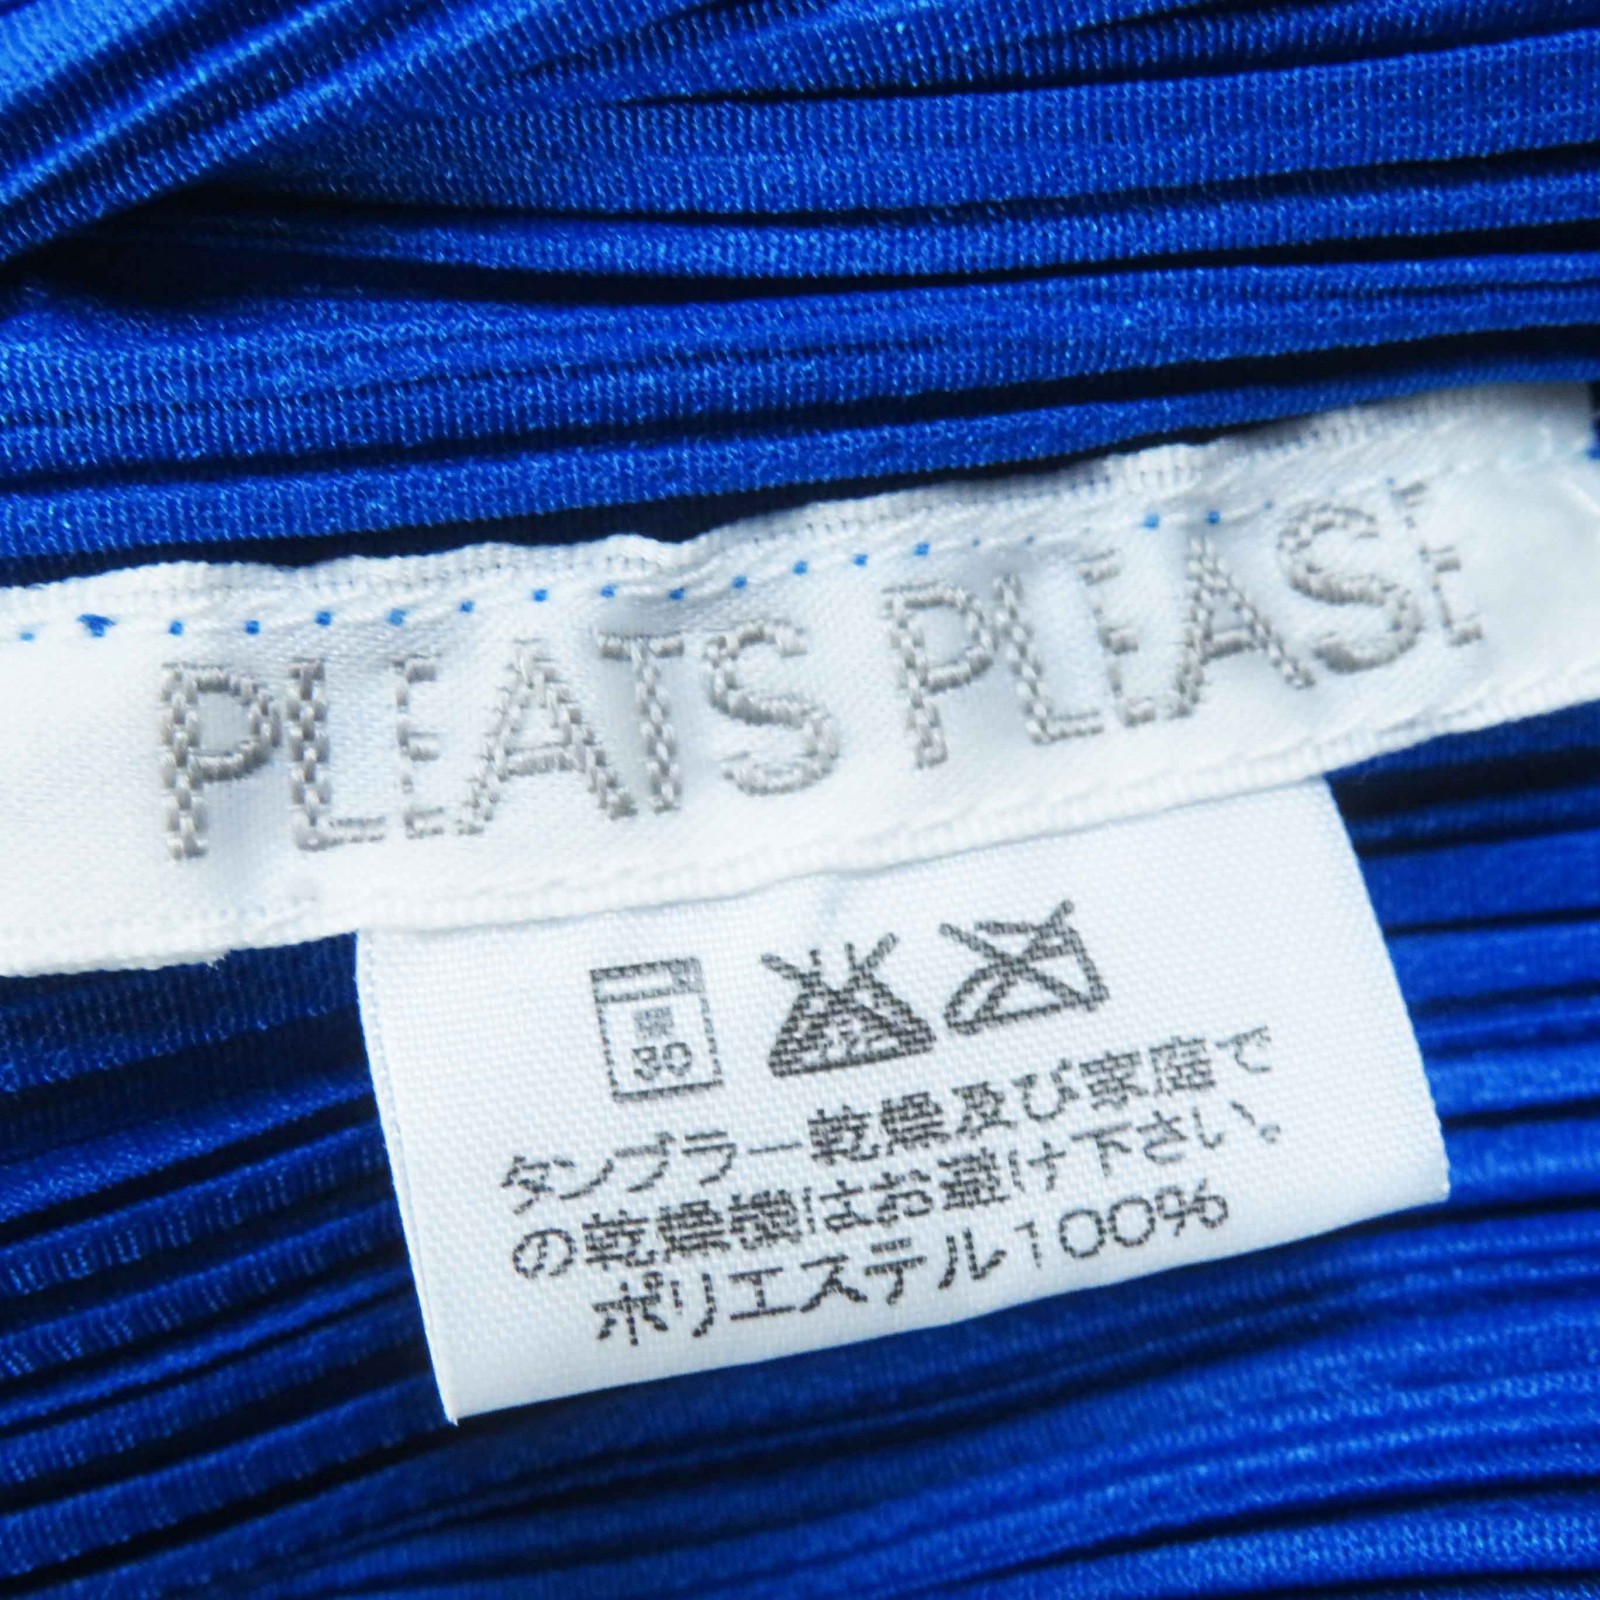 PLEATS PLEASE
30
タンブラー乾燥及び家庭で
の乾燥機はお避け下さい。
ポリエステル100%